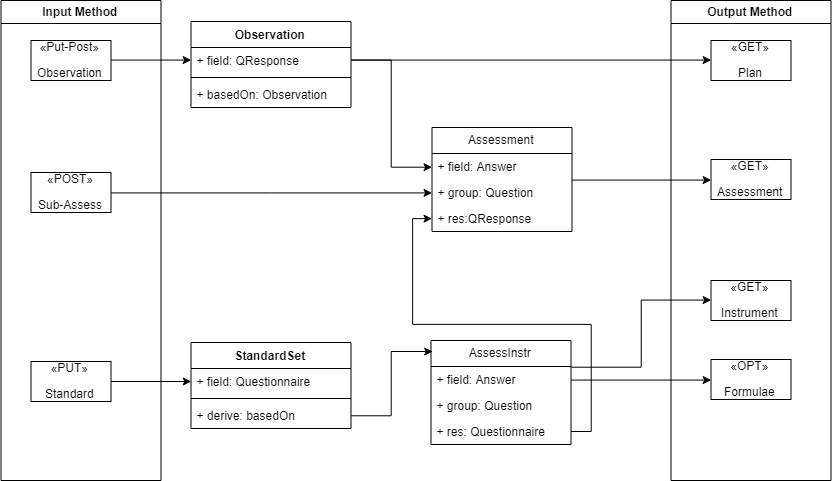 Input Method
«Put-Post»
Observation
«POST»
Sub-Assess
«PUT»
Standard
Observation
+ field: QResponse
+ basedOn: Observation
StandardSet
+ field: Questionnaire
+ derive: basedOn
Assessment
+ field: Answer
+ group: Question
+ res:QResponse
AssessInstr
+ field: Answer
+ group: Question
+ res: Questionnaire
Output Method
«GET»
Plan
«GET»
Assessment
«GET»
Instrument
«OPT»
Formulae